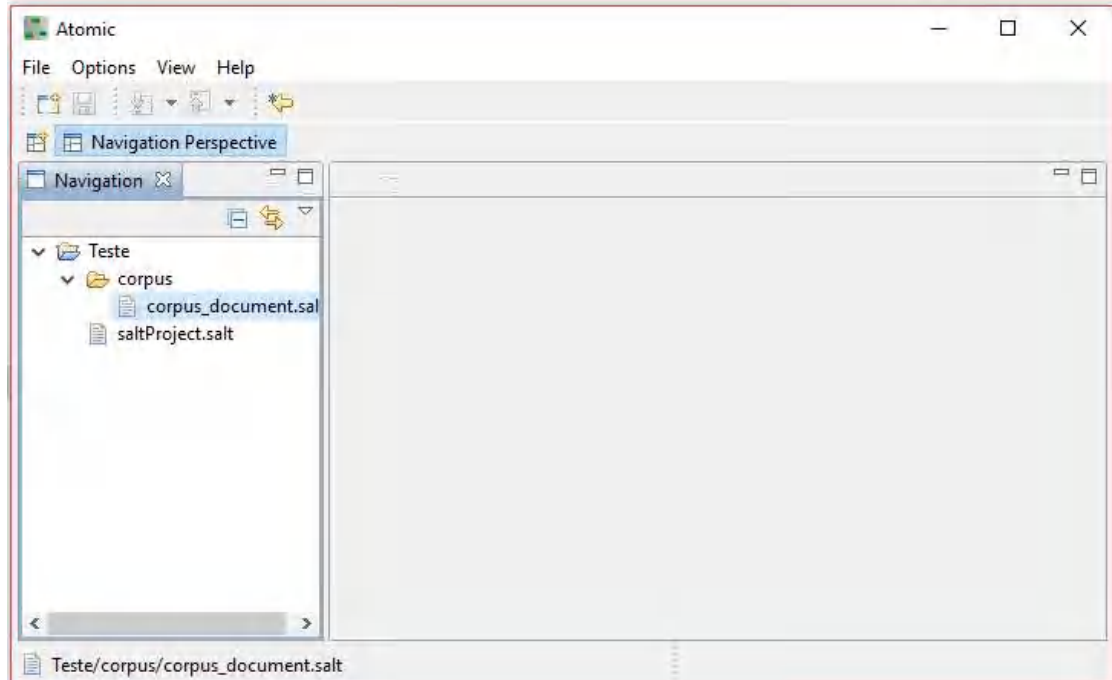 Atomic
File Options View Help
Navigation Perspective
Navigation
Teste
corpus
corpus_document.sal
saltProject.salt
Teste/corpus/corpus_document.salt